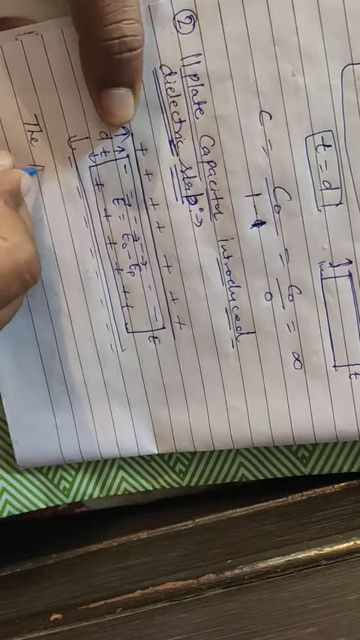 t = d
C = C₀ / 1-1 = C₀ / 0 = ∞
② || plate Capacitor introduced
dielectric slab :-
+ + + + + + + +
t
d t
E = E₀ - Ep
+ + + + + +
The